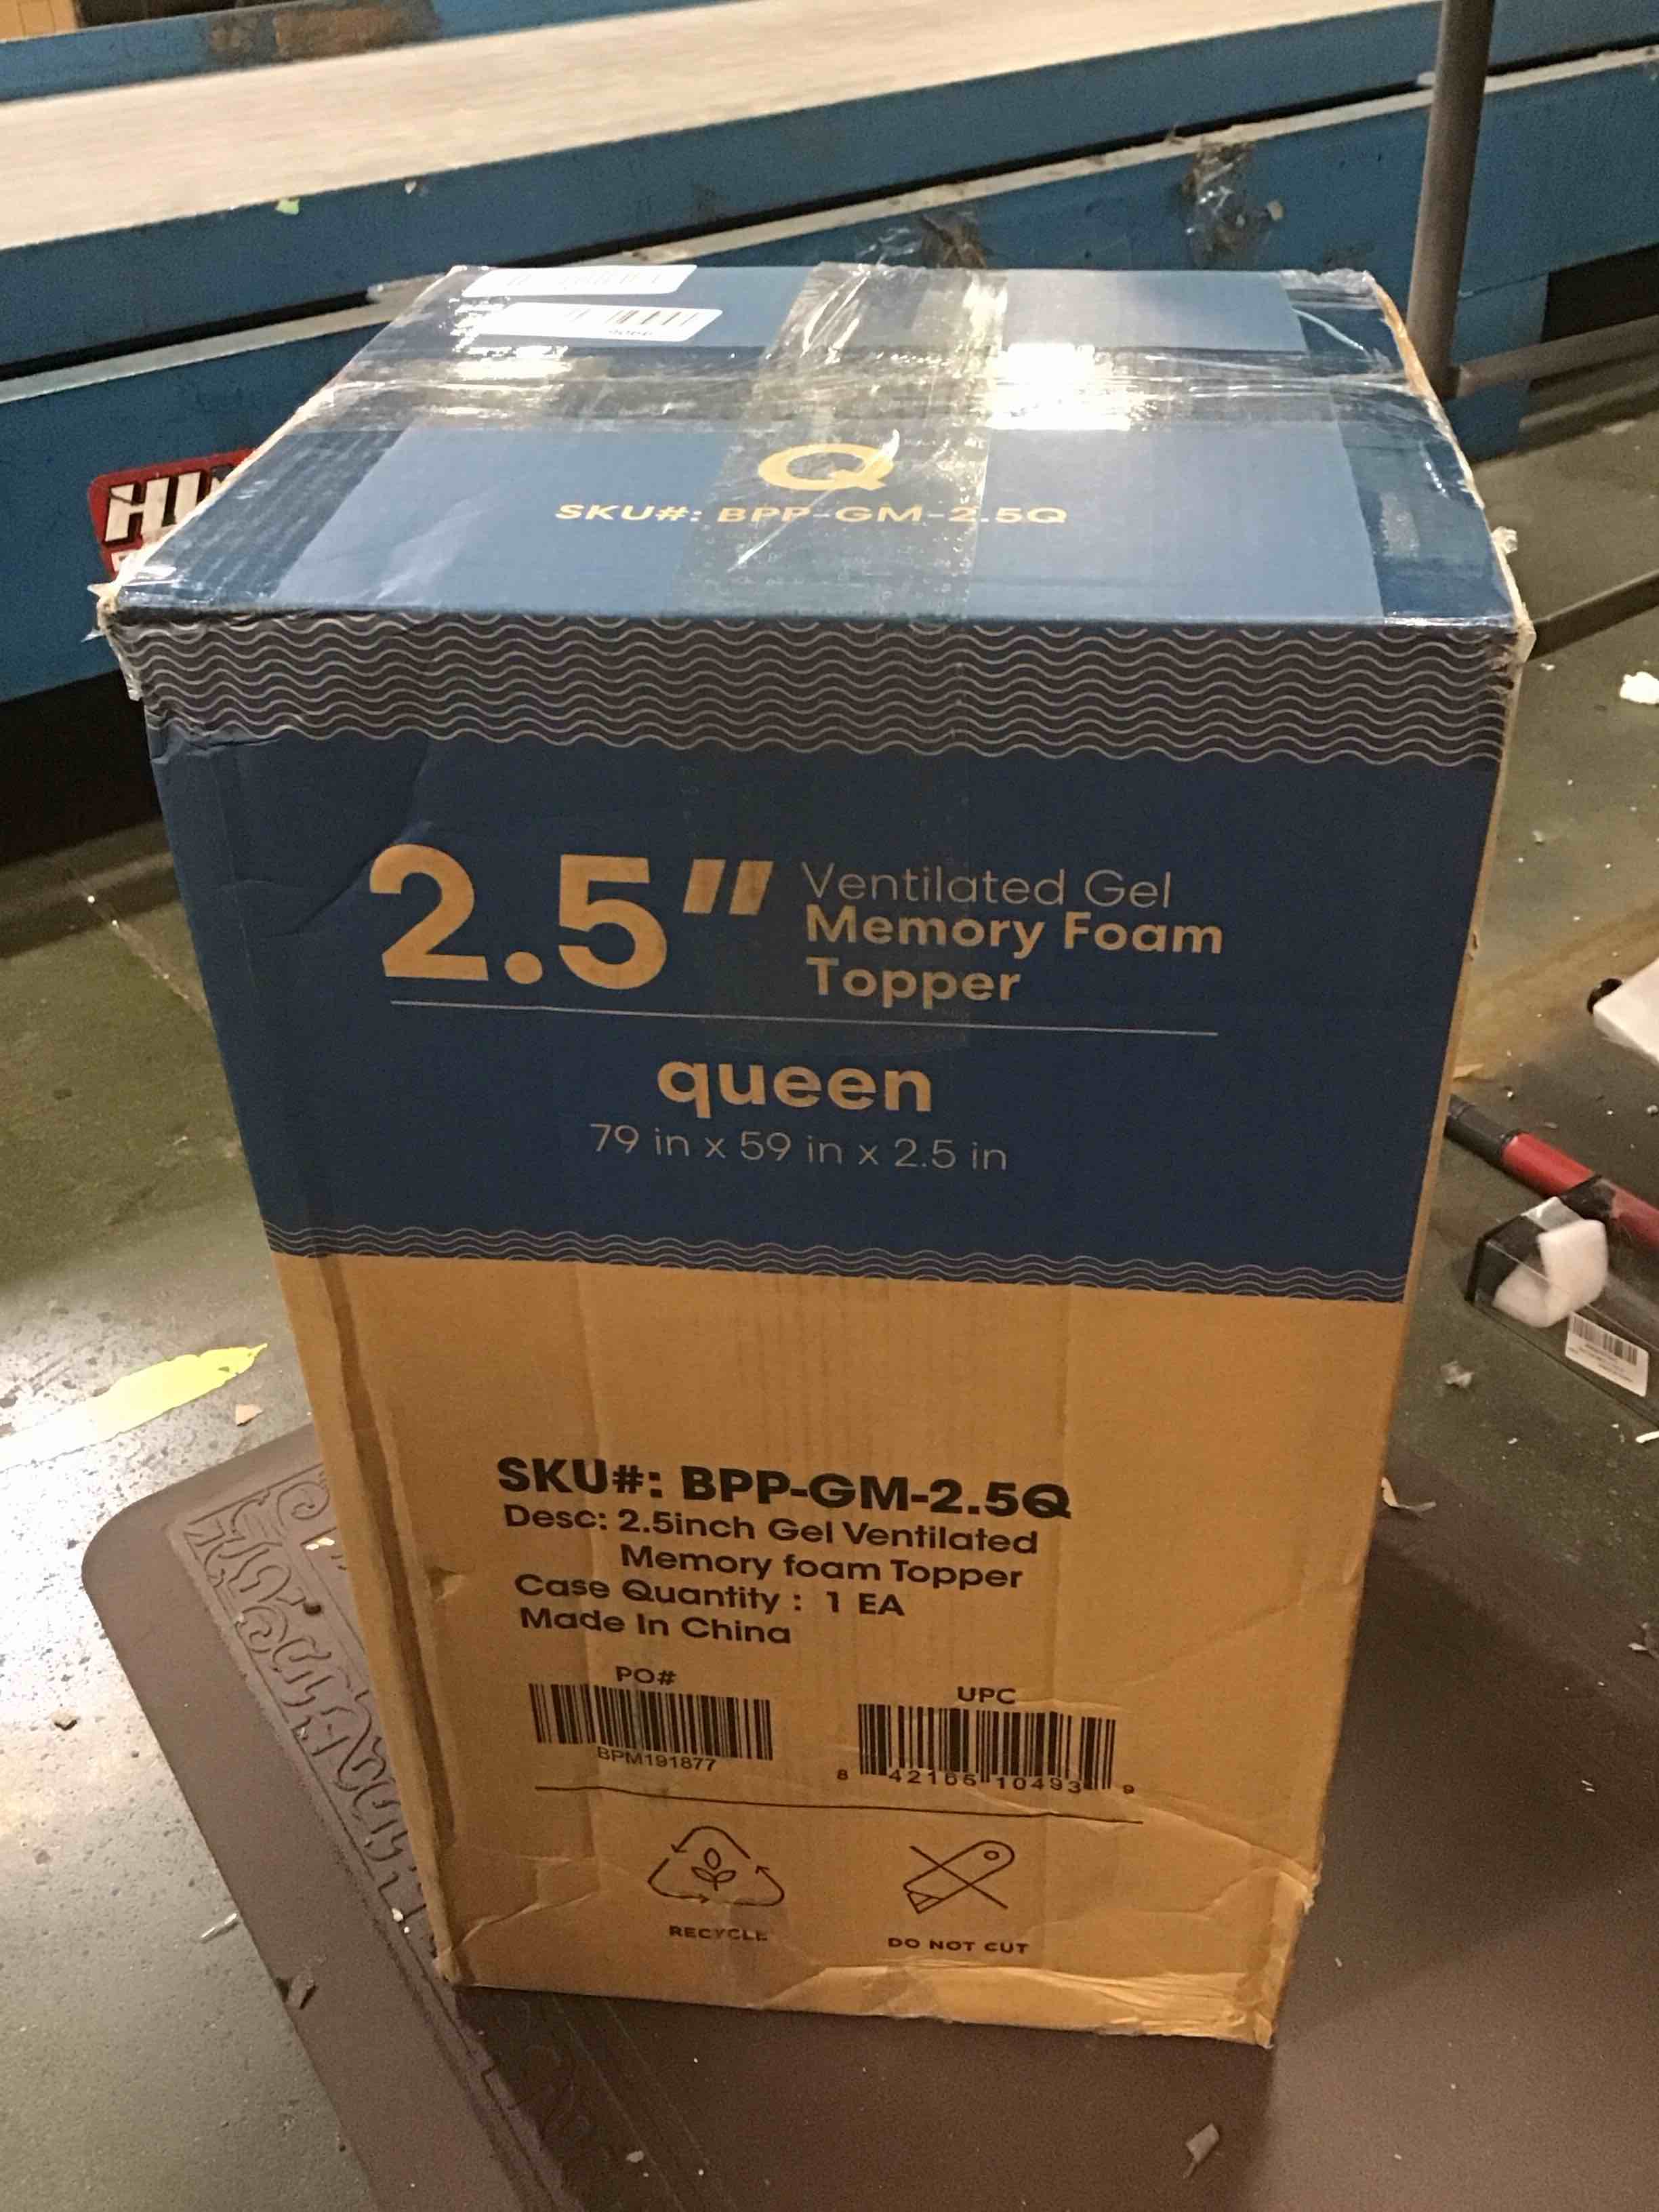 Q
SKU#: BPP-GM-2.5Q
2.5"
Ventilated Gel
Memory Foam
Topper
queen
79 in x 59 in x 2.5 in
SKU#: BPP-GM-2.5Q
Desc: 2.5inch Gel Ventilated
Memory foam Topper
Case Quantity : 1 EA
Made In China
PO#
BPM191877
UPC
8 42165 10493 9
RECYCLE
DO NOT CUT